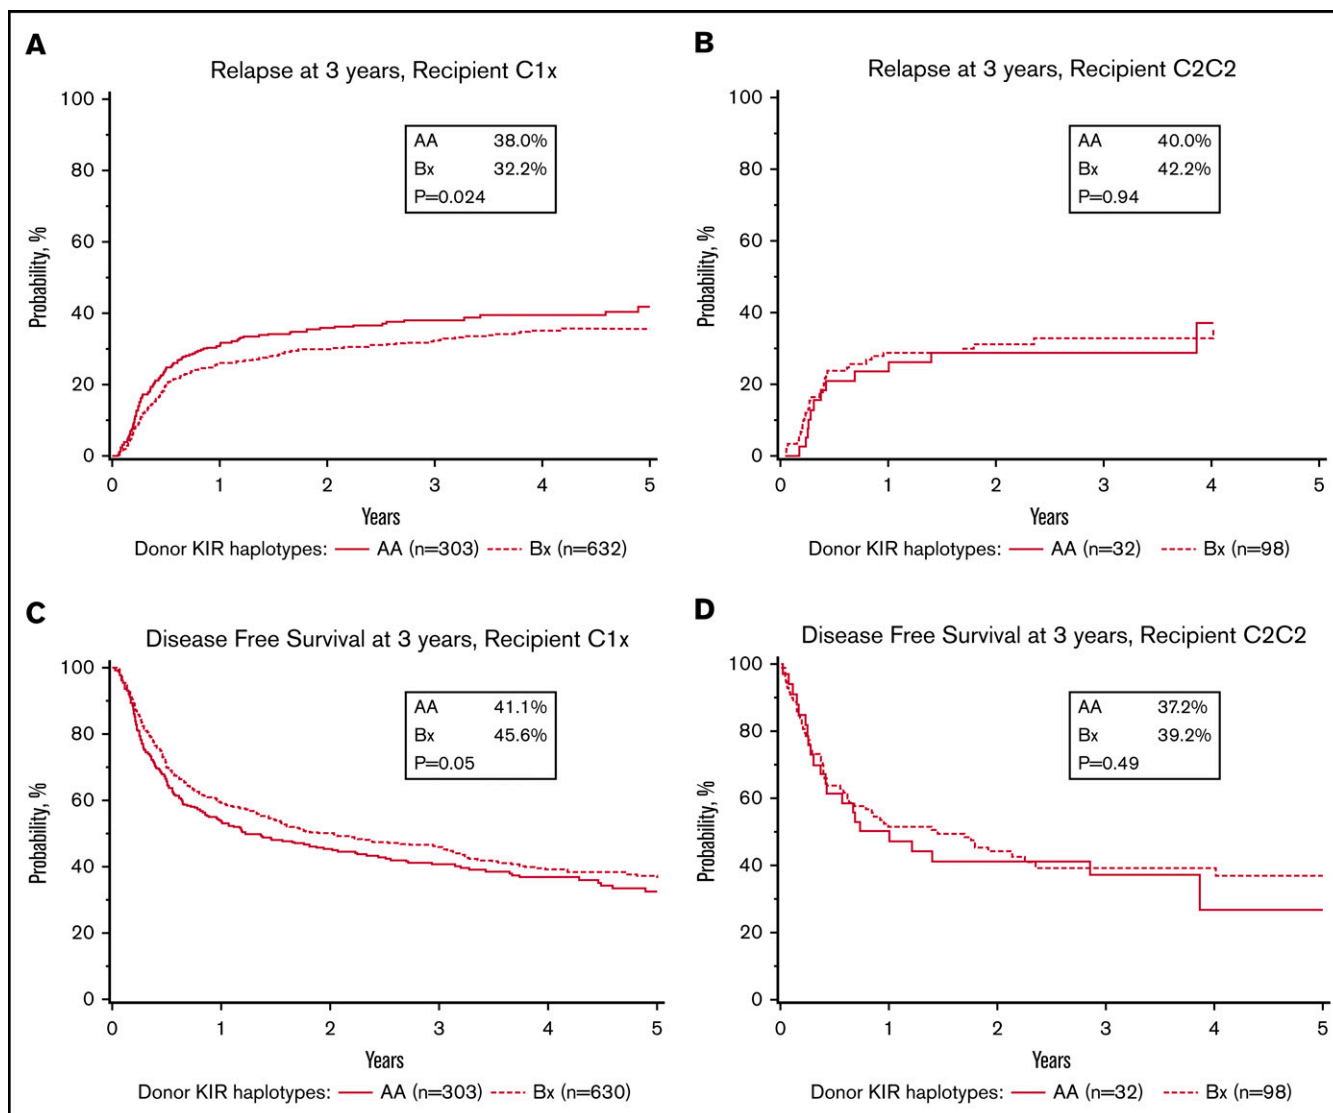 A
Relapse at 3 years, Recipient C1x
100
80
60
40
20
0
Probability, %
AA 38.0%
Bx 32.2%
P=0.024
0 1 2 3 4 5
Years
Donor KIR haplotypes: AA (n=303) Bx (n=632)
B
Relapse at 3 years, Recipient C2C2
100
80
60
40
20
0
Probability, %
AA 40.0%
Bx 42.2%
P=0.94
0 1 2 3 4 5
Years
Donor KIR haplotypes: AA (n=32) Bx (n=98)
C
Disease Free Survival at 3 years, Recipient C1x
100
80
60
40
20
0
Probability, %
AA 41.1%
Bx 45.6%
P=0.05
0 1 2 3 4 5
Years
Donor KIR haplotypes: AA (n=303) Bx (n=630)
D
Disease Free Survival at 3 years, Recipient C2C2
100
80
60
40
20
0
Probability, %
AA 37.2%
Bx 39.2%
P=0.49
0 1 2 3 4 5
Years
Donor KIR haplotypes: AA (n=32) Bx (n=98)